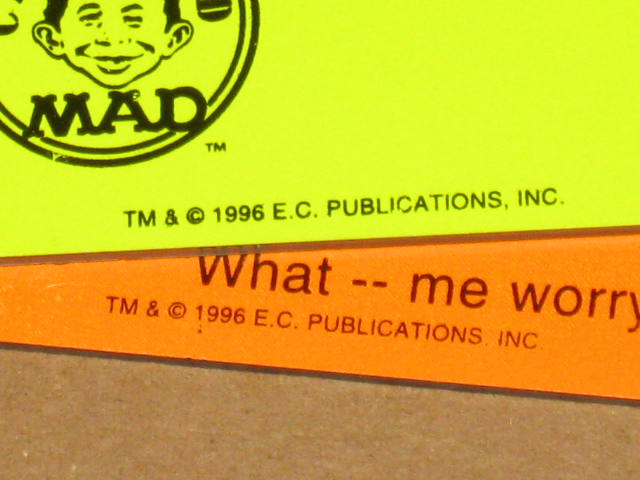 MAD
TM
TM & © 1996 E.C. PUBLICATIONS, INC.
What -- me worry
TM & © 1996 E.C. PUBLICATIONS, INC.